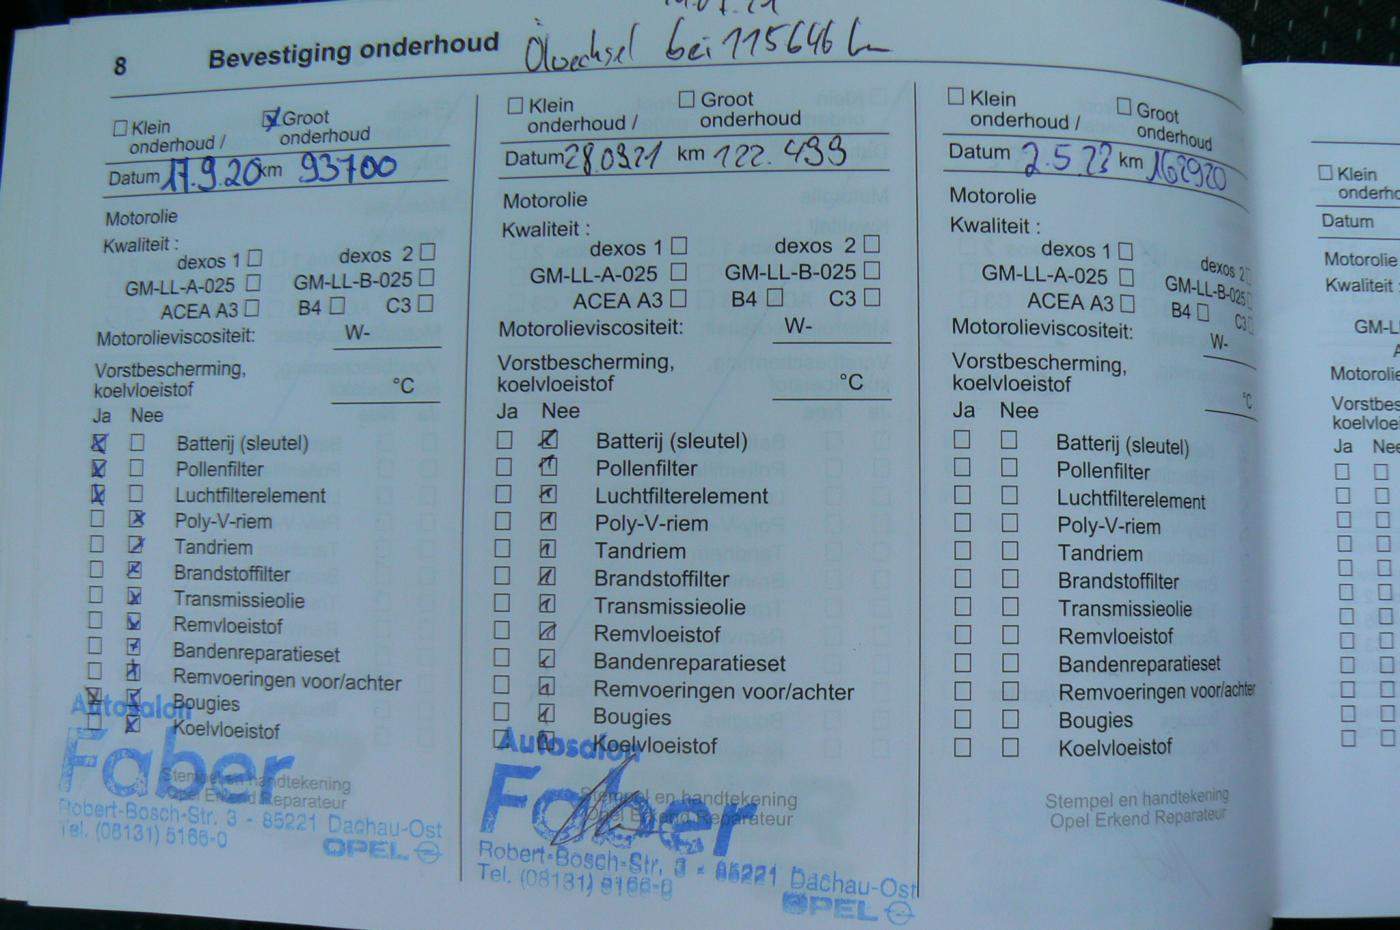 8 Bevestiging onderhoud Ölwechsel bei 115646 km
Klein onderhoud /
Groot onderhoud
Datum 17.9.20 km 93700
Motorolie
Kwaliteit :
dexos 1 dexos 2
GM-LL-A-025 GM-LL-B-025
ACEA A3 B4 C3
Motorolieviscositeit: W-
Vorstbescherming,
koelvloeistof °C
Ja Nee
Batterij (sleutel)
Pollenfilter
Luchtfilterelement
Poly-V-riem
Tandriem
Brandstoffilter
Transmissieolie
Remvloeistof
Bandenreparatieset
Remvoeringen voor/achter
Bougies
Koelvloeistof
Autosalon
Faber
Stempel en handtekening
Opel Erkend Reparateur
Robert-Bosch-Str. 3 - 85221 Dachau-Ost
Tel. (08131) 5166-0
OPEL
Klein onderhoud /
Groot onderhoud
Datum 28.09.21 km 122.499
Motorolie
Kwaliteit :
dexos 1 dexos 2
GM-LL-A-025 GM-LL-B-025
ACEA A3 B4 C3
Motorolieviscositeit: W-
Vorstbescherming,
koelvloeistof °C
Ja Nee
Batterij (sleutel)
Pollenfilter
Luchtfilterelement
Poly-V-riem
Tandriem
Brandstoffilter
Transmissieolie
Remvloeistof
Bandenreparatieset
Remvoeringen voor/achter
Bougies
Koelvloeistof
Autosalon
Faber
Stempel en handtekening
Opel Erkend Reparateur
Robert-Bosch-Str. 3 - 85221 Dachau-Ost
Tel. (08131) 5166-0
OPEL
Klein onderhoud /
Groot onderhoud
Datum 2.5.23 km 162920
Motorolie
Kwaliteit :
dexos 1 dexos 2
GM-LL-A-025 GM-LL-B-025
ACEA A3 B4 C3
Motorolieviscositeit: W-
Vorstbescherming,
koelvloeistof °C
Ja Nee
Batterij (sleutel)
Pollenfilter
Luchtfilterelement
Poly-V-riem
Tandriem
Brandstoffilter
Transmissieolie
Remvloeistof
Bandenreparatieset
Remvoeringen voor/achter
Bougies
Koelvloeistof
Stempel en handtekening
Opel Erkend Reparateur
Klein
onderho
Datum
Motorolie
Kwaliteit :
GM-L
Motorolie
Vorstbes
koelvloe
Ja Nee